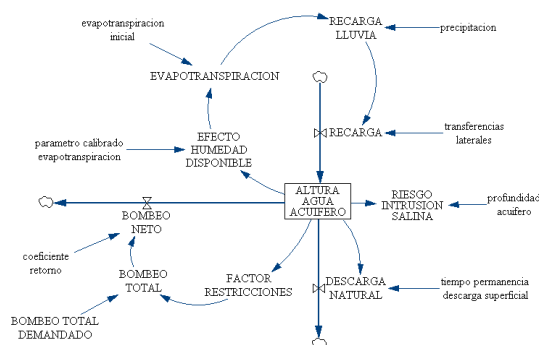 evapotranspiracion
inicial
RECARGA
LLUVIA
precipitacion
EVAPOTRANSPIRACION
parametro calibrado
evapotranspiracion
EFECTO
HUMEDAD
DISPONIBLE
RECARGA
transferencias
laterales
ALTURA
AGUA
ACUIFERO
RIESGO
INTRUSION
SALINA
profundidad
acuifero
BOMBEO
NETO
coeficiente
retorno
BOMBEO
TOTAL
FACTOR
RESTRICCIONES
DESCARGA
NATURAL
tiempo permanencia
descarga superficial
BOMBEO TOTAL
DEMANDADO